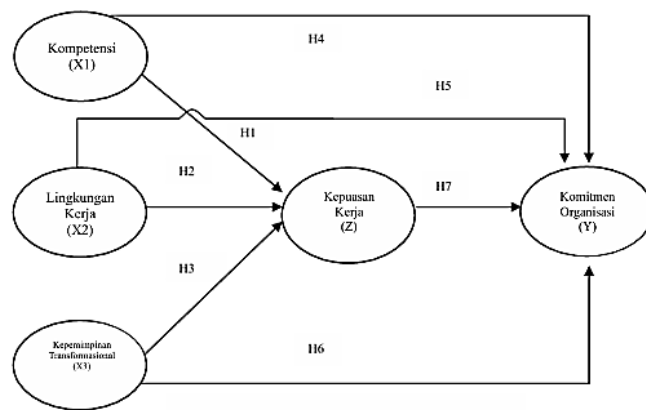 Kompetensi
(X1)
H4
H5
H1
H2
Lingkungan
Kerja
(X2)
Kepuasan
Kerja
(Z)
H7
Komitmen
Organisasi
(Y)
H3
Kepemimpinan
Transformasional
(X3)
H6